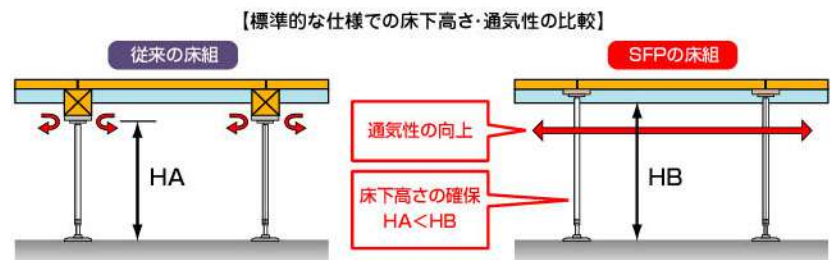 【標準的な仕様での床下高さ・通気性の比較】
従来の床組
SFPの床組
通気性の向上
HA
床下高さの確保
HA<HB
HB